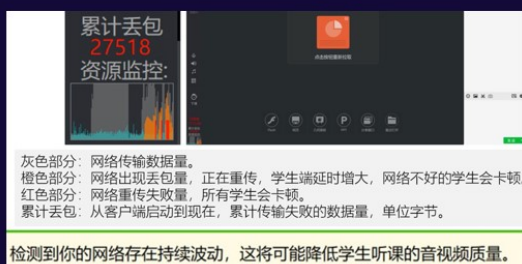 累计丢包
27518
资源监控:
灰色部分：网络传输数据量。
橙色部分：网络出现丢包量，正在重传，学生端延时增大，网络不好的学生会卡顿。
红色部分：网络重传失败量，所有学生会卡顿。
累计丢包：从客户端启动到现在，累计传输失败的数据量，单位字节。
检测到你的网络存在持续波动，这将可能降低学生听课的音视频质量。